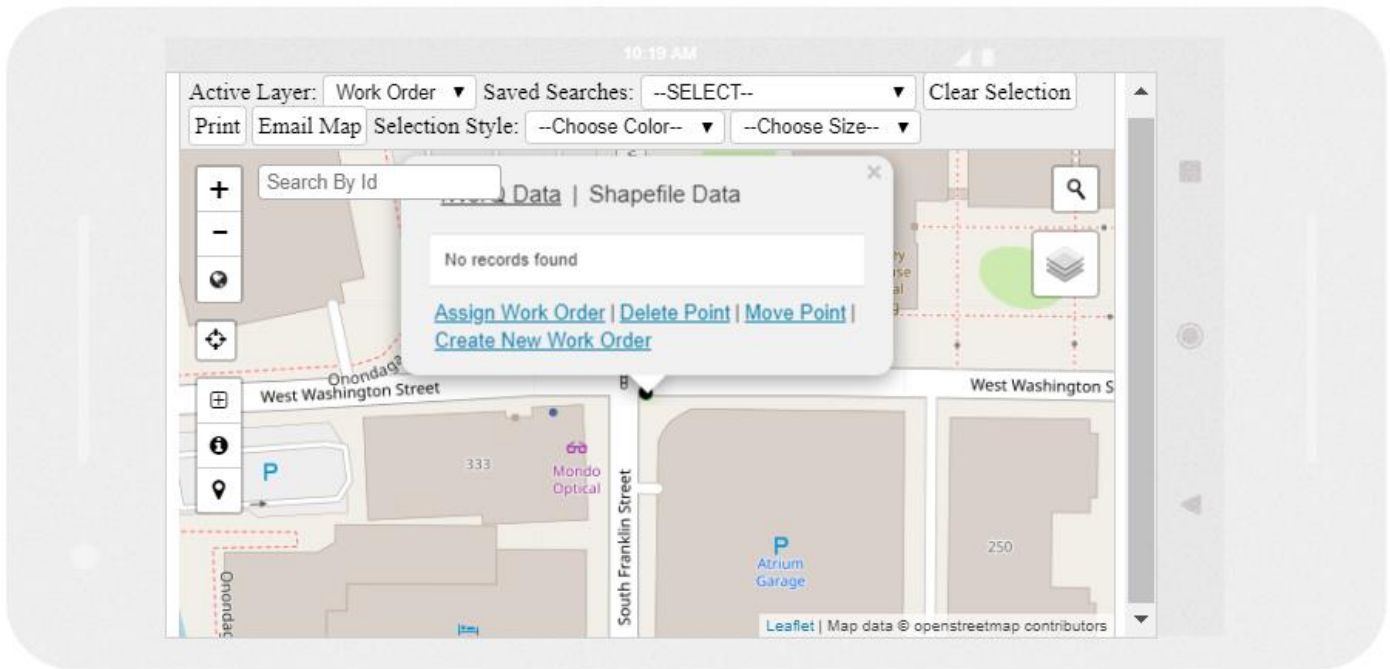 10:19 AM
Active Layer: Work Order ▼ Saved Searches: --SELECT-- ▼ Clear Selection
Print Email Map Selection Style: --Choose Color-- ▼ --Choose Size-- ▼
+ Search By Id
Data | Shapefile Data
×
−
No records found
Assign Work Order | Delete Point | Move Point |
Create New Work Order
Onondaga
West Washington Street
West Washington S
333
Mondo
Optical
P
South Franklin Street
P
Atrium
Garage
250
Onondag
Leaflet | Map data © openstreetmap contributors